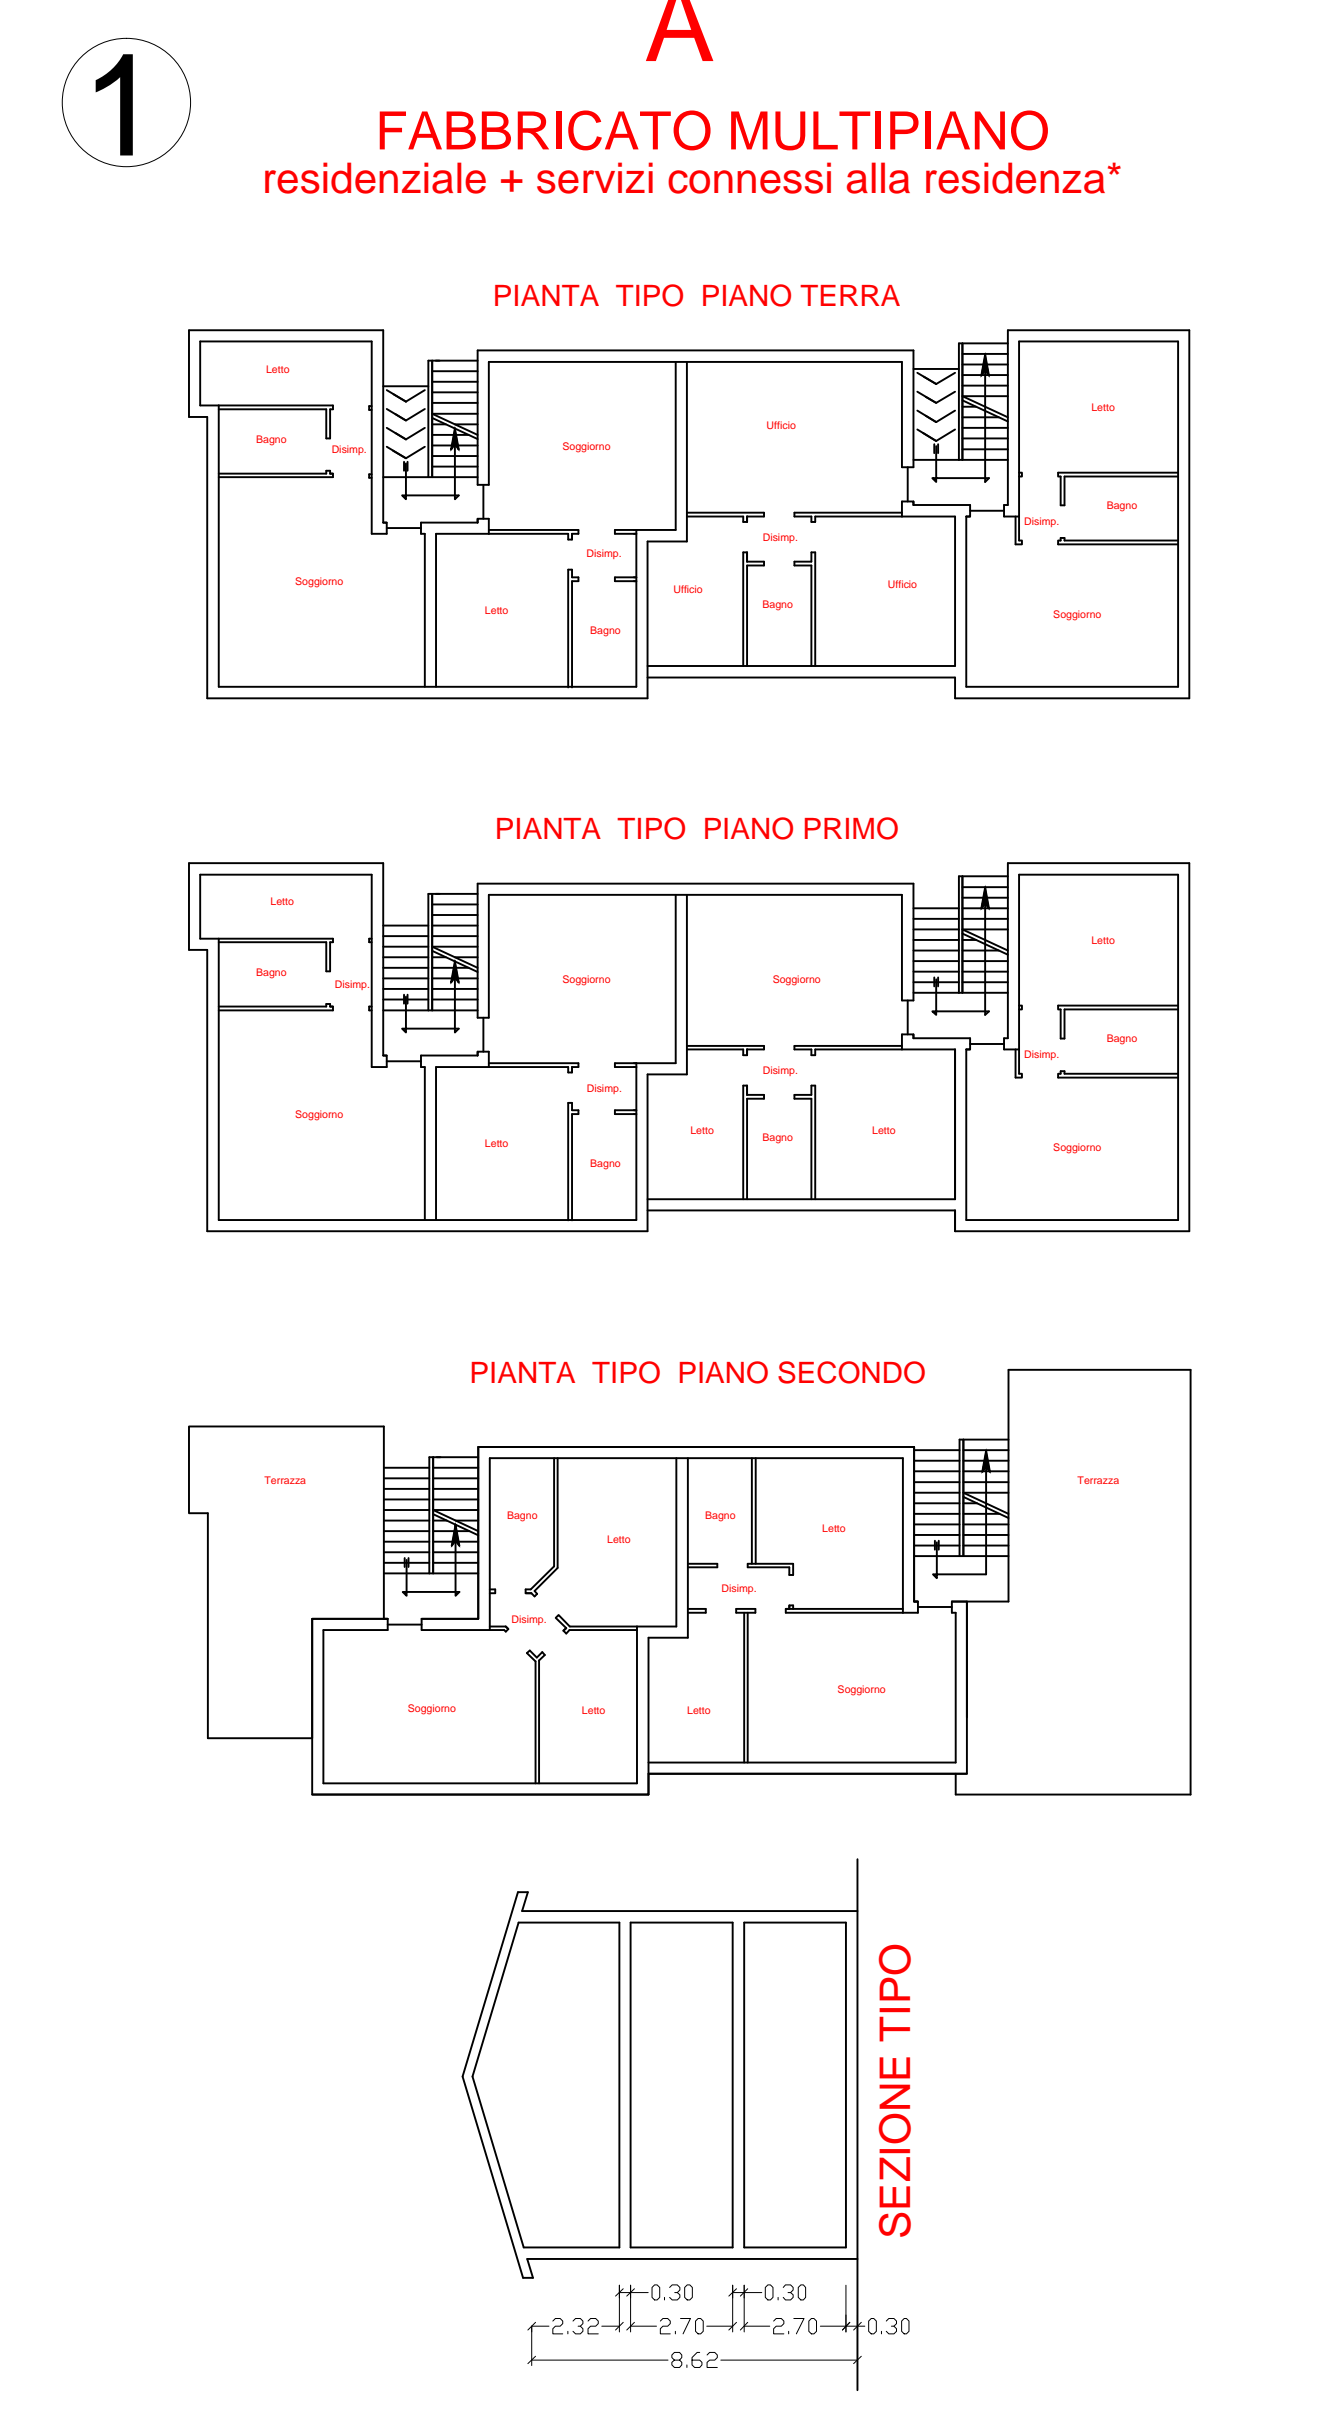 A
1
FABBRICATO MULTIPIANO
residenziale + servizi connessi alla residenza*
PIANTA TIPO PIANO TERRA
Letto
Bagno
Disimp.
Soggiorno
Soggiorno
Letto
Disimp.
Bagno
Ufficio
Disimp.
Ufficio
Bagno
Ufficio
Letto
Bagno
Disimp.
Soggiorno
PIANTA TIPO PIANO PRIMO
Letto
Bagno
Disimp.
Soggiorno
Soggiorno
Letto
Disimp.
Bagno
Soggiorno
Disimp.
Letto
Bagno
Letto
Letto
Bagno
Disimp.
Soggiorno
PIANTA TIPO PIANO SECONDO
Terrazza
Bagno
Letto
Disimp.
Soggiorno
Letto
Bagno
Letto
Disimp.
Letto
Soggiorno
Terrazza
SEZIONE TIPO
0.30
0.30
2.32
2.70
2.70
0.30
8.62